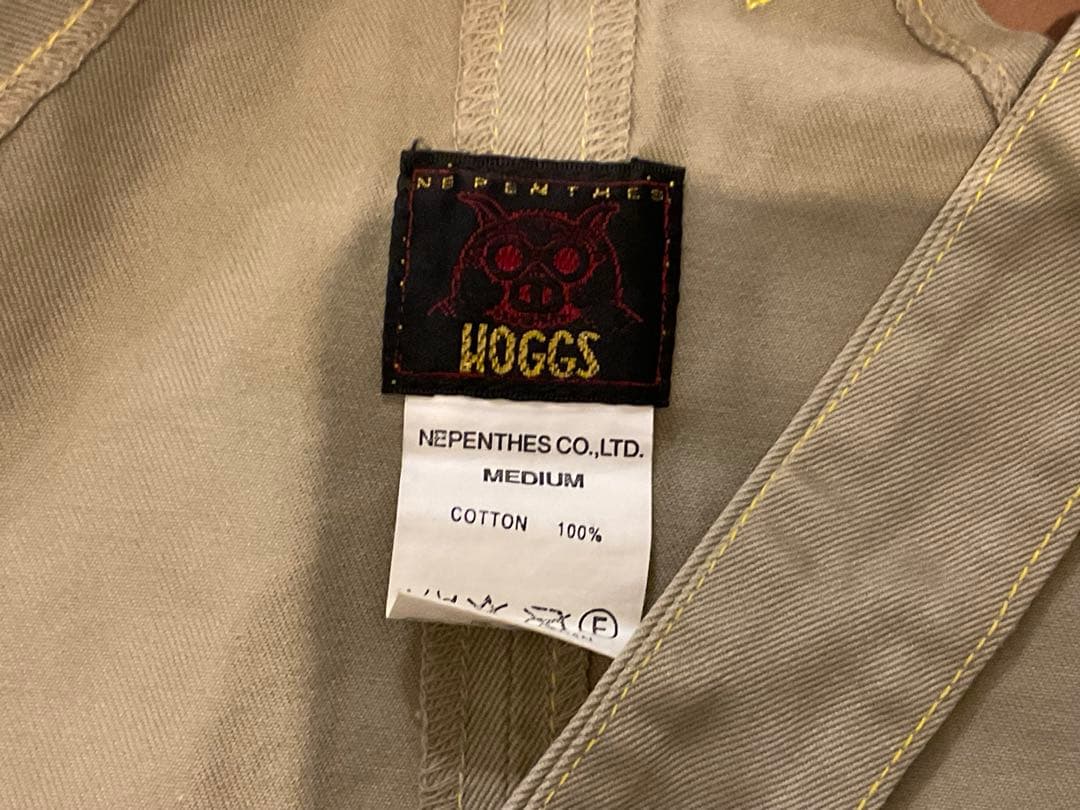 NEPENTHES
HOGGS
NEPENTHES CO.,LTD.
MEDIUM
COTTON 100%
F